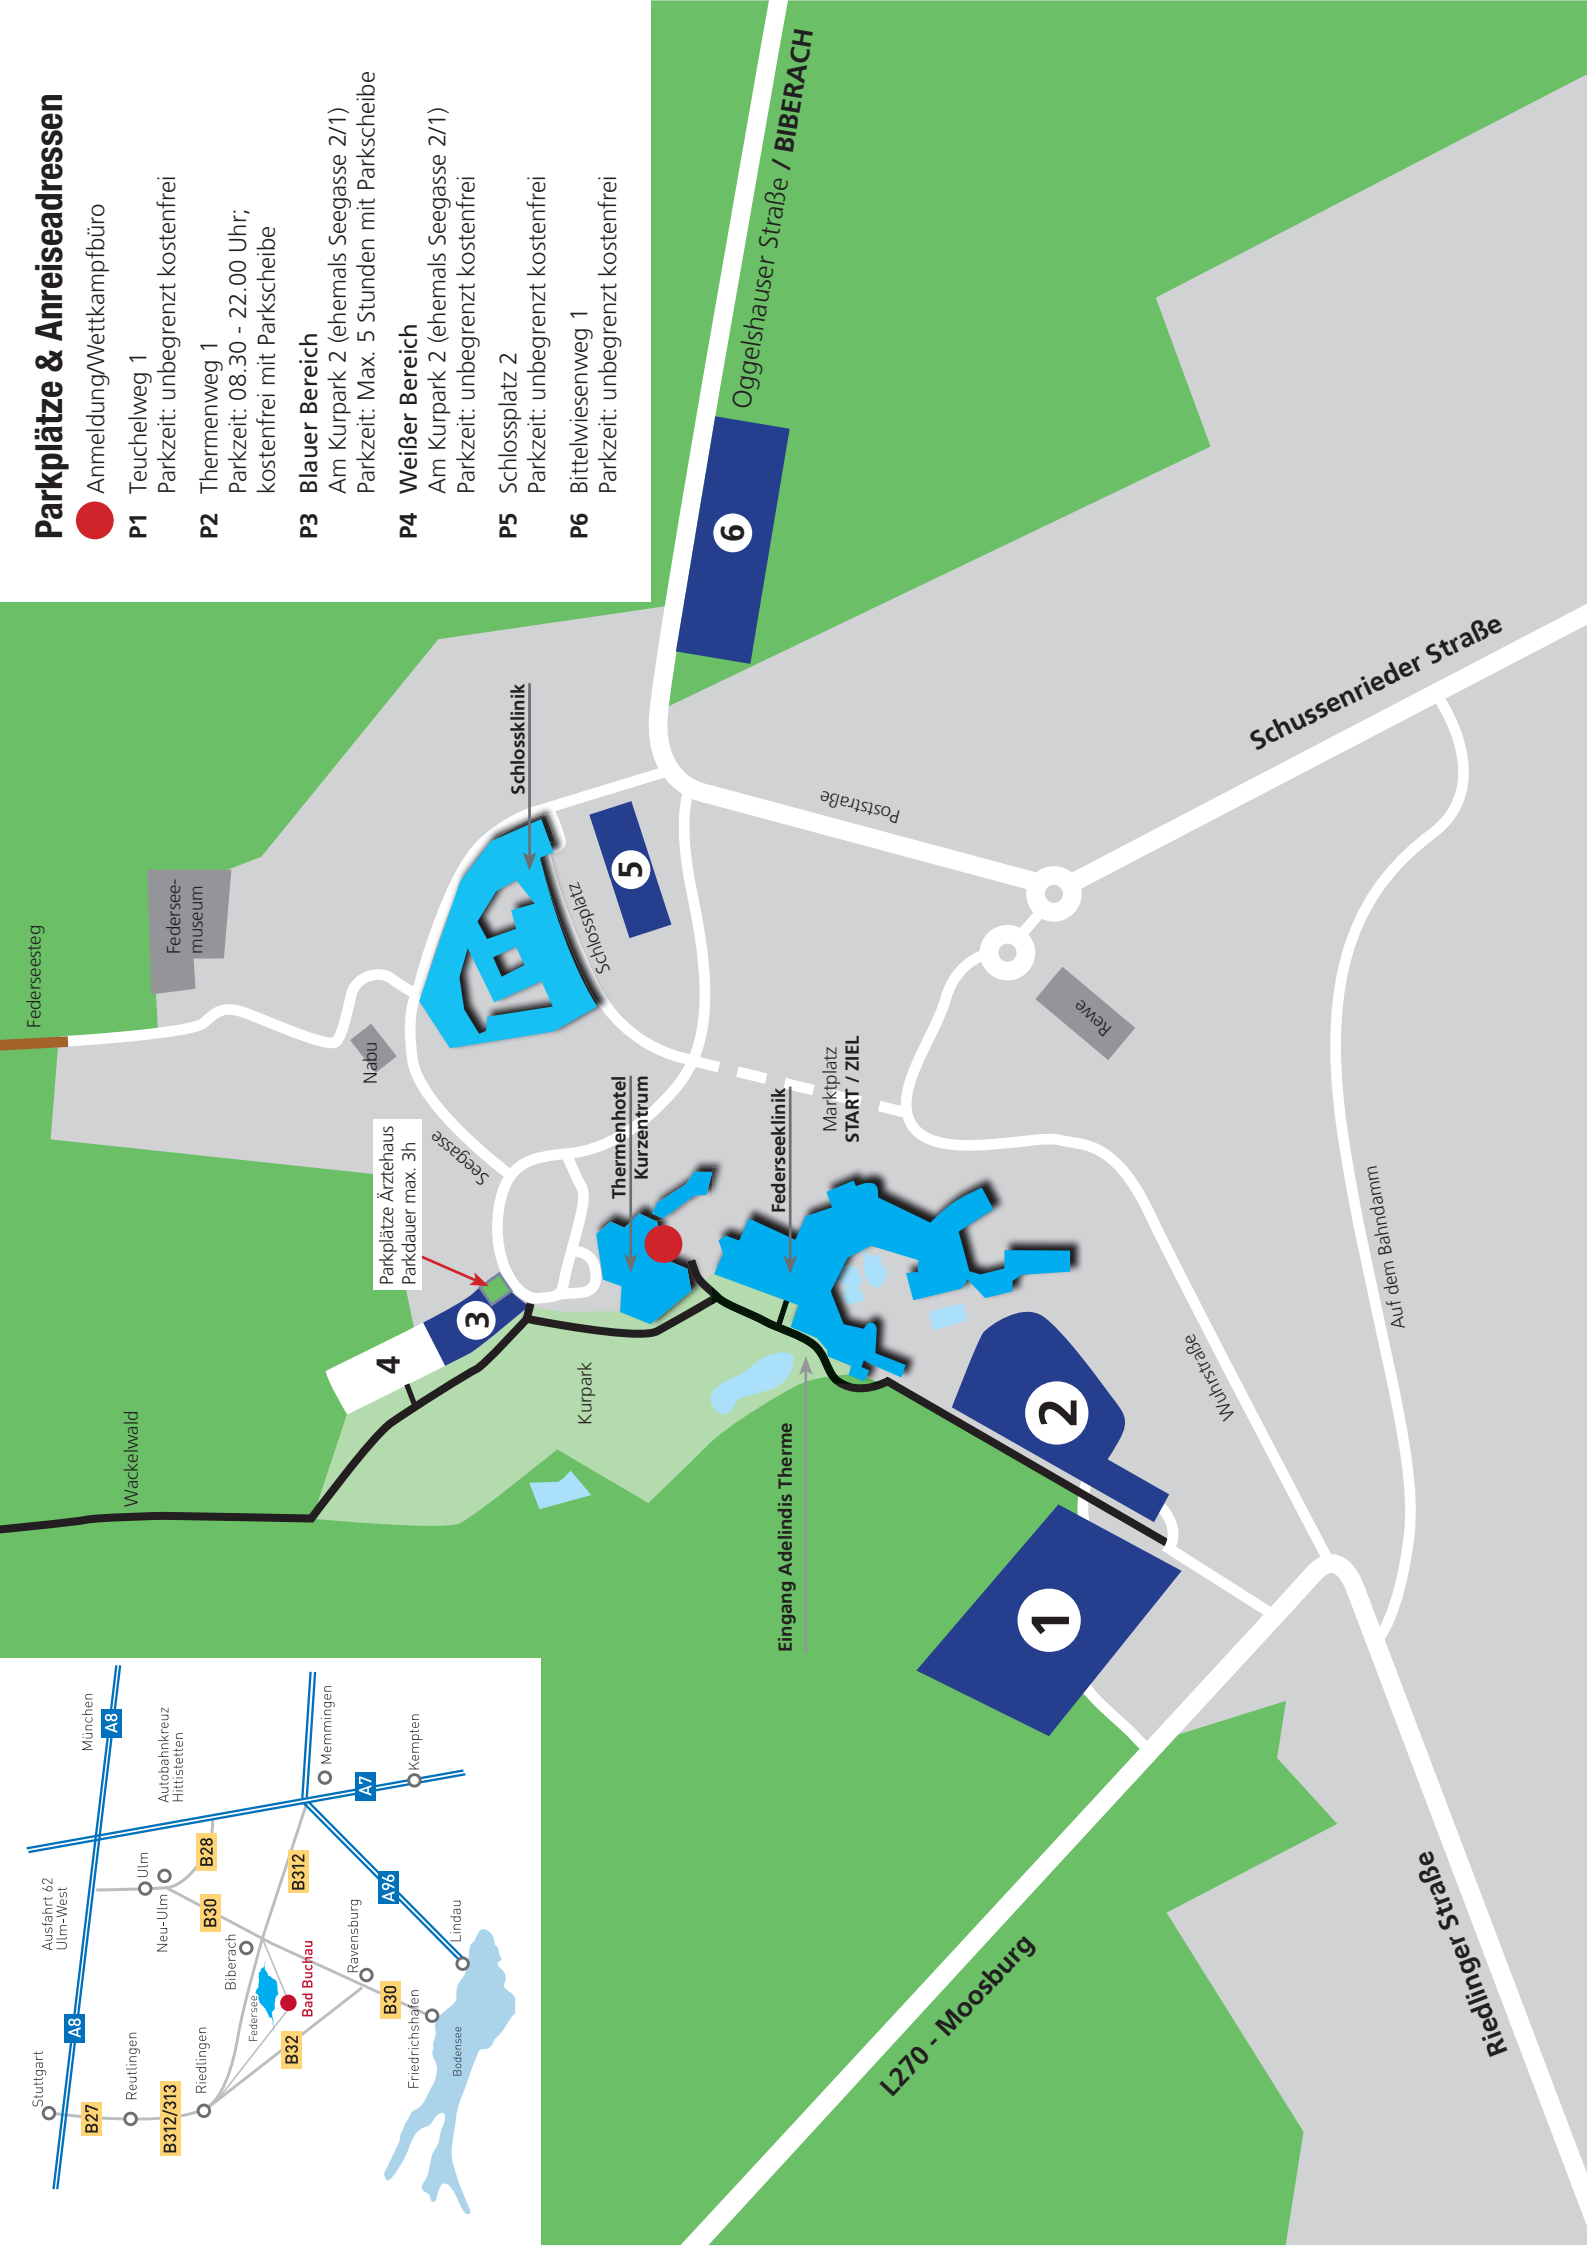 Parkplätze & Anreiseadressen
Anmeldung/Wettkampfbüro
P1 Teuchelweg 1
Parkzeit: unbegrenzt kostenfrei
P2 Thermenweg 1
Parkzeit: 08.30 - 22.00 Uhr;
kostenfrei mit Parkscheibe
P3 Blauer Bereich
Am Kurpark 2 (ehemals Seegasse 2/1)
Parkzeit: Max. 5 Stunden mit Parkscheibe
P4 Weißer Bereich
Am Kurpark 2 (ehemals Seegasse 2/1)
Parkzeit: unbegrenzt kostenfrei
P5 Schlossplatz 2
Parkzeit: unbegrenzt kostenfrei
P6 Bittelwiesenweg 1
Parkzeit: unbegrenzt kostenfrei
Stuttgart
A8
Ausfahrt 62
Ulm-West
München
A8
B27
Reutlingen
B312/313
Riedlingen
Ulm
Neu-Ulm
B28
B30
Autobahnkreuz
Hittistetten
Biberach
Federsee
Bad Buchau
B312
B32
Memmingen
A7
Kempten
Ravensburg
B30
A96
Friedrichshafen
Lindau
Bodensee
Federseesteg
Federsee-
museum
Wackelwald
Nabu
Parkplätze Ärztehaus
Parkdauer max. 3h
Seegasse
4
3
Schlossklinik
Schlossplatz
5
6
Oggelshauser Straße / BIBERACH
Kurpark
Thermenhotel
Kurzentrum
Federseeklinik
Marktplatz
START / ZIEL
Poststraße
Eingang Adelindis Therme
Rewe
1
2
Wuhrstraße
Schussenrieder Straße
Auf dem Bahndamm
L270 - Moosburg
Riedlinger Straße